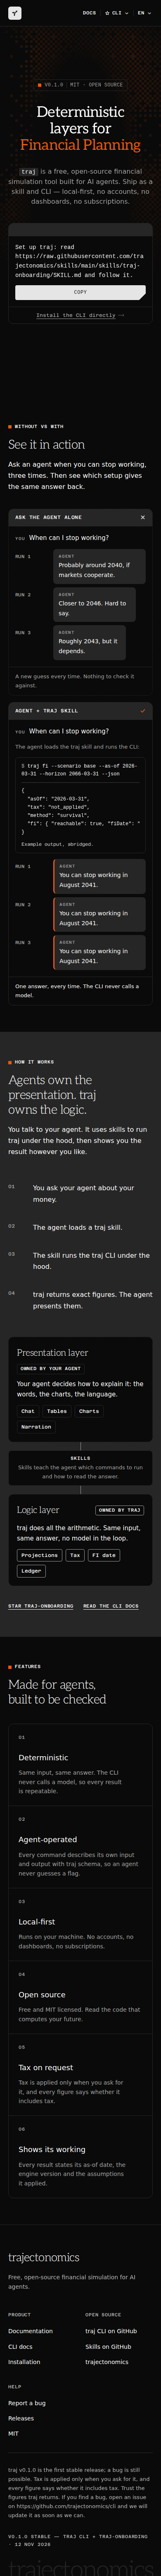 DOCS
CLI
EN
V0.1.0 MIT · OPEN SOURCE
Deterministic
layers for
Financial Planning
traj is a free, open-source financial
simulation tool built for AI Agents. Ship as a
skill and CLI — local-first, no accounts, no
dashboards, no subscriptions.
Set up traj: read
https://raw.githubusercontent.com/tra
jectonomics/skills/main/skills/traj-
onboarding/SKILL.md and follow it.
COPY
Install the CLI directly →
WITHOUT VS WITH
See it in action
Ask an agent when you can stop working,
three times. Then see which setup gives
the same answer back.
ASK THE AGENT ALONE
YOU When can I stop working?
RUN 1
AGENT
Probably around 2040, if
markets cooperate.
RUN 2
AGENT
Closer to 2046. Hard to
say.
RUN 3
AGENT
Roughly 2043, but it
depends.
A new guess every time. Nothing to check it
against.
AGENT + TRAJ SKILL
YOU When can I stop working?
The agent loads the traj skill and runs the CLI:
$ traj fi --scenario base --as-of 2026-
03-31 --horizon 2066-03-31 --json
{
"asOf": "2026-03-31",
"tax": "not_applied",
"method": "survival",
"fi": { "reachable": true, "fiDate": "
}
Example output, abridged.
RUN 1
AGENT
You can stop working in
August 2041.
RUN 2
AGENT
You can stop working in
August 2041.
RUN 3
AGENT
You can stop working in
August 2041.
One answer, every time. The CLI never calls a
model.
HOW IT WORKS
Agents own the
presentation. traj
owns the logic.
You talk to your agent. It uses skills to run
traj under the hood, then shows you the
result however you like.
01
You ask your agent about your
money.
02
The agent loads a traj skill.
03
The skill runs the traj CLI under the
hood.
04
traj returns exact figures. The agent
presents them.
Presentation layer
OWNED BY YOUR AGENT
Your agent decides how to explain it: the
words, the charts, the language.
Chat
Tables
Charts
Narration
SKILLS
Skills teach the agent which commands to run
and how to read the answer.
Logic layer
OWNED BY TRAJ
traj does all the arithmetic. Same input,
same answer, no model in the loop.
Projections
Tax
FI date
Ledger
STAR TRAJ-ONBOARDING
READ THE CLI DOCS
FEATURES
Made for agents,
built to be checked
01
Deterministic
Same input, same answer. The CLI
never calls a model, so every result
is repeatable.
02
Agent-operated
Every command describes its own input
and output with traj schema, so an agent
never guesses a flag.
03
Local-first
Runs on your machine. No accounts, no
dashboards, no subscriptions.
04
Open source
Free and MIT licensed. Read the code that
computes your future.
05
Tax on request
Tax is applied only when you ask for
it, and every figure says whether it
includes tax.
06
Shows its working
Every result states its as-of date, the
engine version and the assumptions
it applied.
trajectonomics
Free, open-source financial simulation for AI
agents.
PRODUCT
Documentation
CLI docs
Installation
OPEN SOURCE
traj CLI on GitHub
Skills on GitHub
trajectonomics
HELP
Report a bug
Releases
MIT
traj v0.1.0 is the first stable release; a bug is still
possible. Tax is applied only when you ask for it, and
every figure says whether it includes tax. Trust the
figures traj returns. If you find a bug, open an issue
on https://github.com/trajectonomics/cli and we will
update it as soon as we can.
V0.1.0 STABLE — TRAJ CLI + TRAJ-ONBOARDING
· 12 NOV 2026
trajectonomics